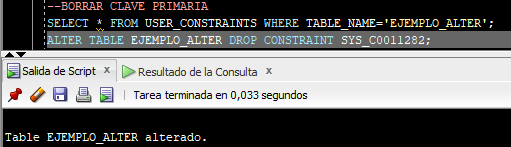 --BORRAR CLAVE PRIMARIA
SELECT * FROM USER_CONSTRAINTS WHERE TABLE_NAME='EJEMPLO_ALTER';
ALTER TABLE EJEMPLO_ALTER DROP CONSTRAINT SYS_C0011282;
Salida de Script x Resultado de la Consulta x
Tarea terminada en 0,033 segundos
Table EJEMPLO_ALTER alterado.